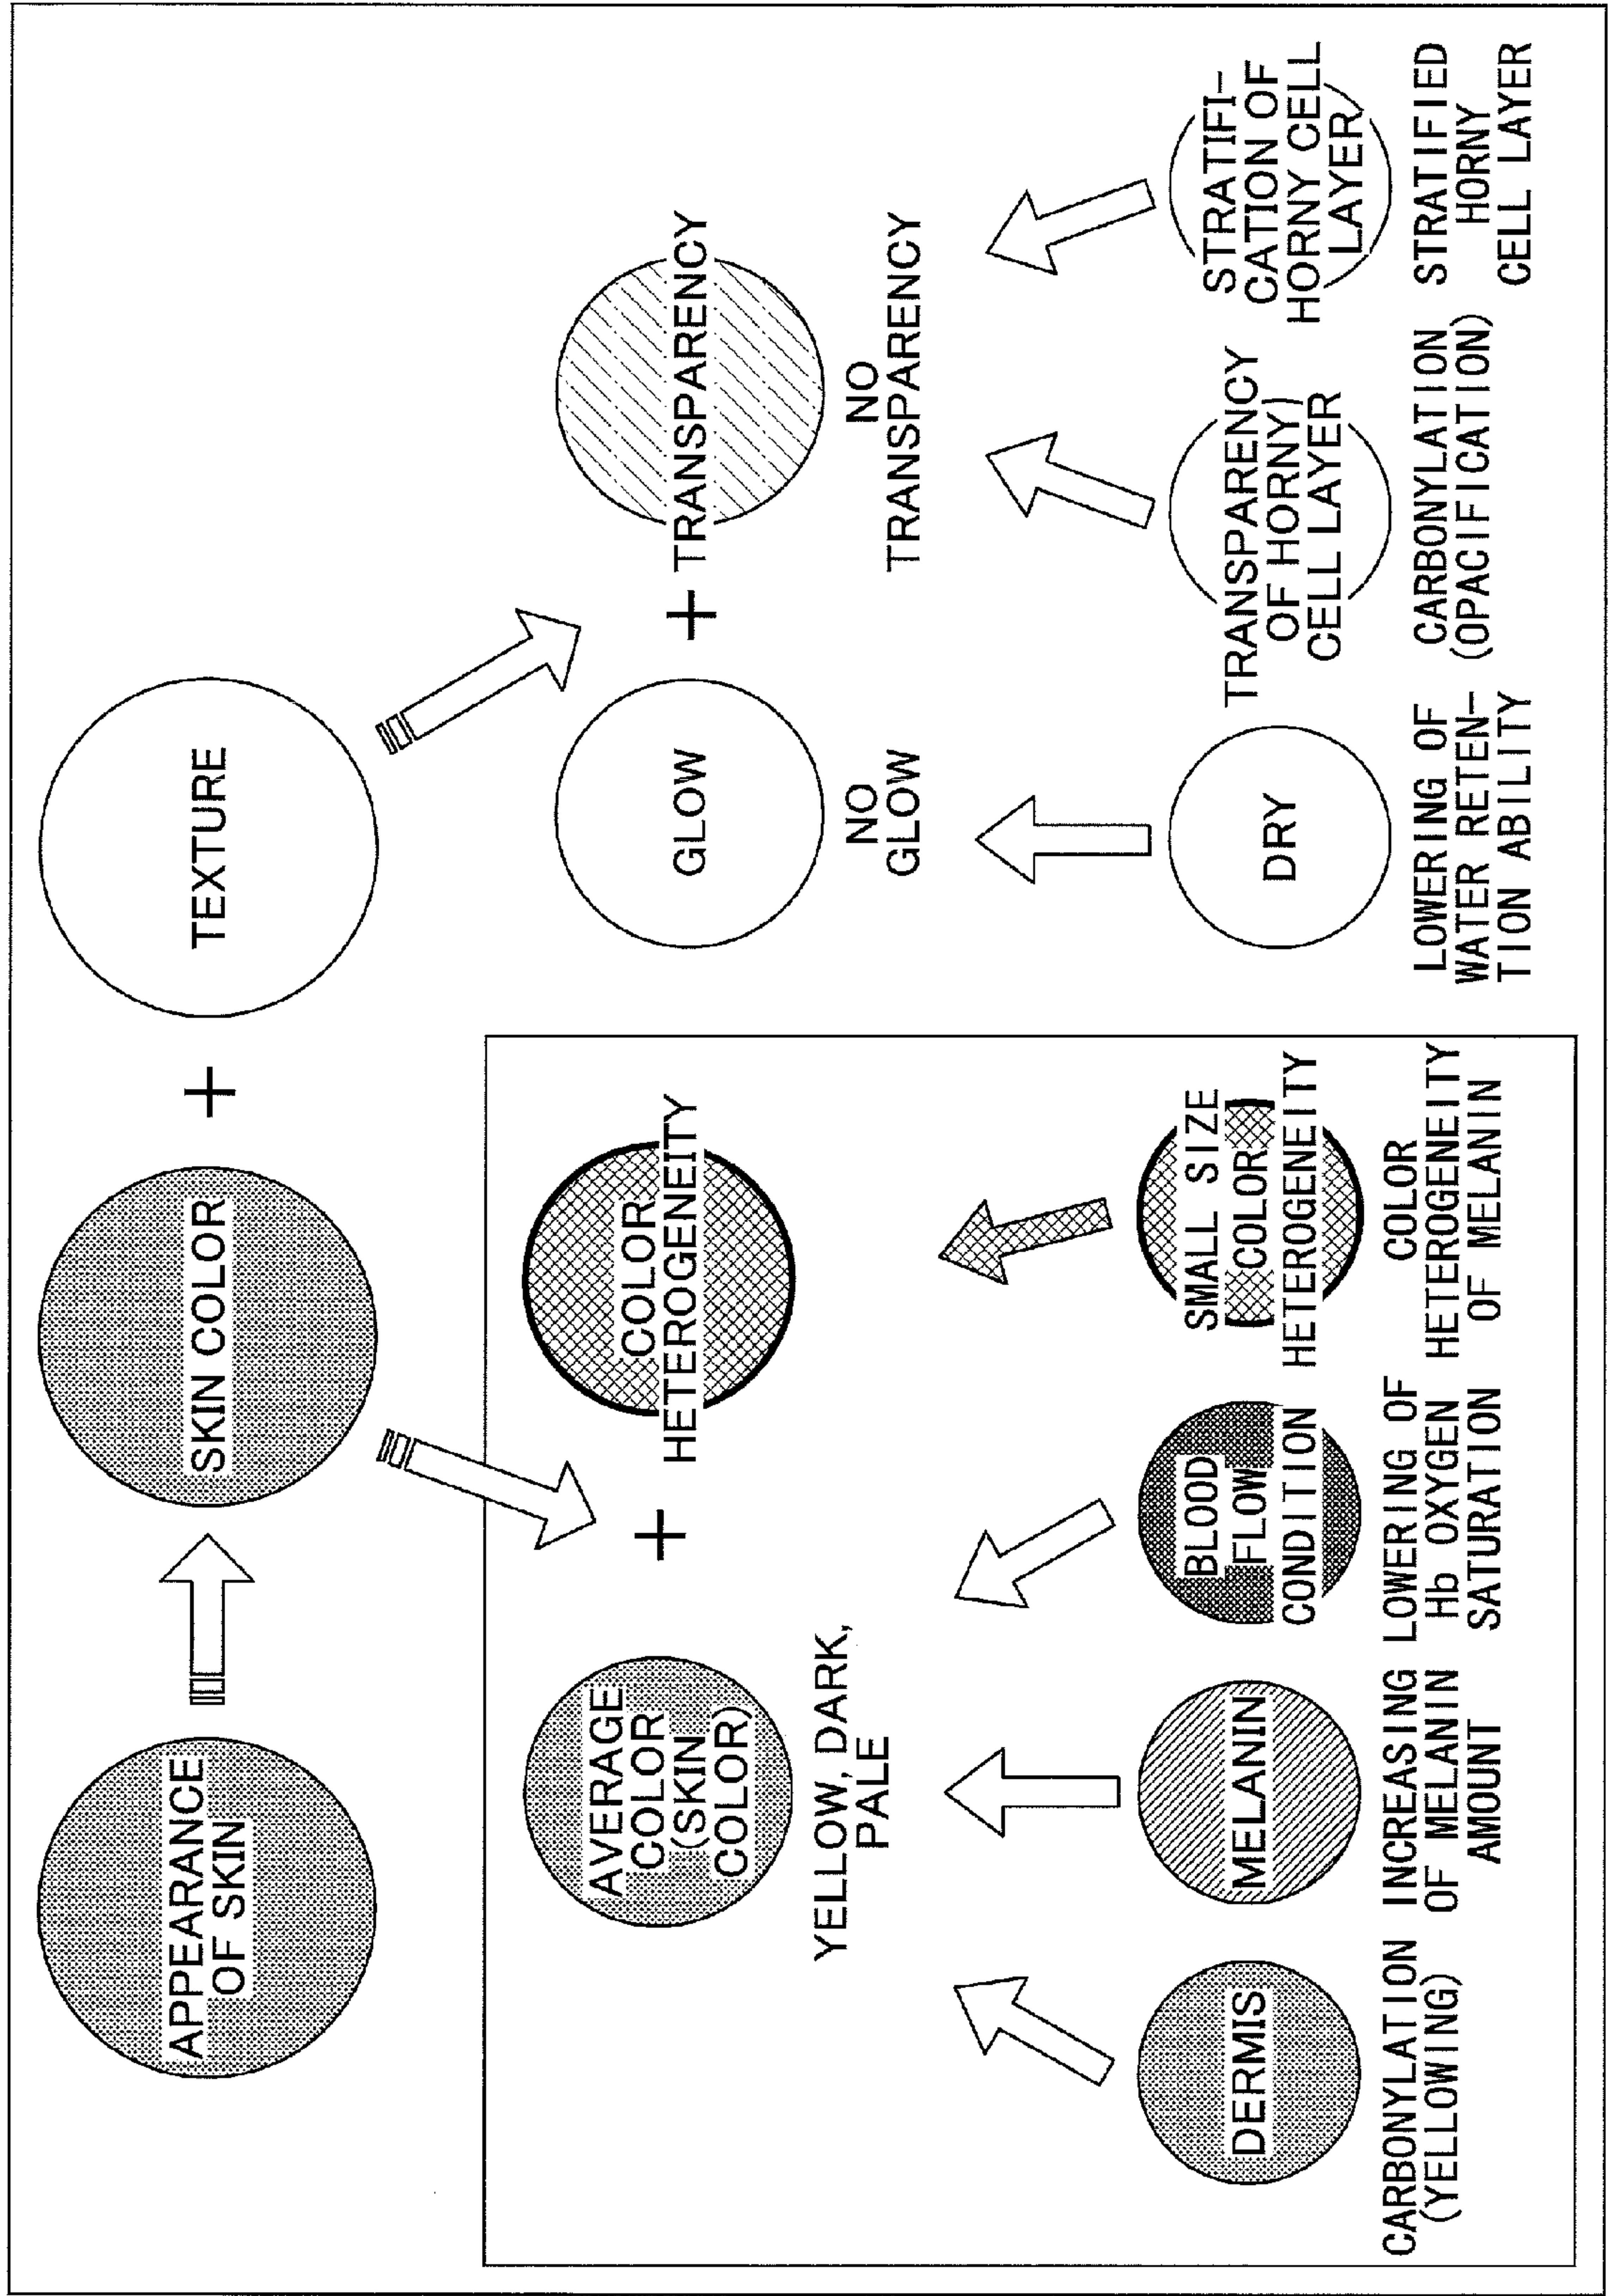 APPEARANCE
OF SKIN
SKIN COLOR
+
TEXTURE
AVERAGE
COLOR
(SKIN
COLOR)
+
COLOR
HETEROGENEITY
YELLOW, DARK,
PALE
GLOW
+
TRANSPARENCY
NO
GLOW
NO
TRANSPARENCY
DERMIS
MELANIN
BLOOD
FLOW
CONDITION
SMALL SIZE
COLOR
HETEROGENEITY
DRY
TRANSPARENCY
OF HORNY)
CELL LAYER
STRATIFI-
CATION OF
HORNY CELL
LAYER
CARBONYLATION
(YELLOWING)
INCREASING
OF MELANIN
AMOUNT
LOWERING OF
Hb OXYGEN
SATURATION
COLOR
HETEROGENEITY
OF MELANIN
LOWERING OF
WATER RETEN-
TION ABILITY
CARBONYLATION
(OPACIFICATION)
STRATIFIED
HORNY
CELL LAYER